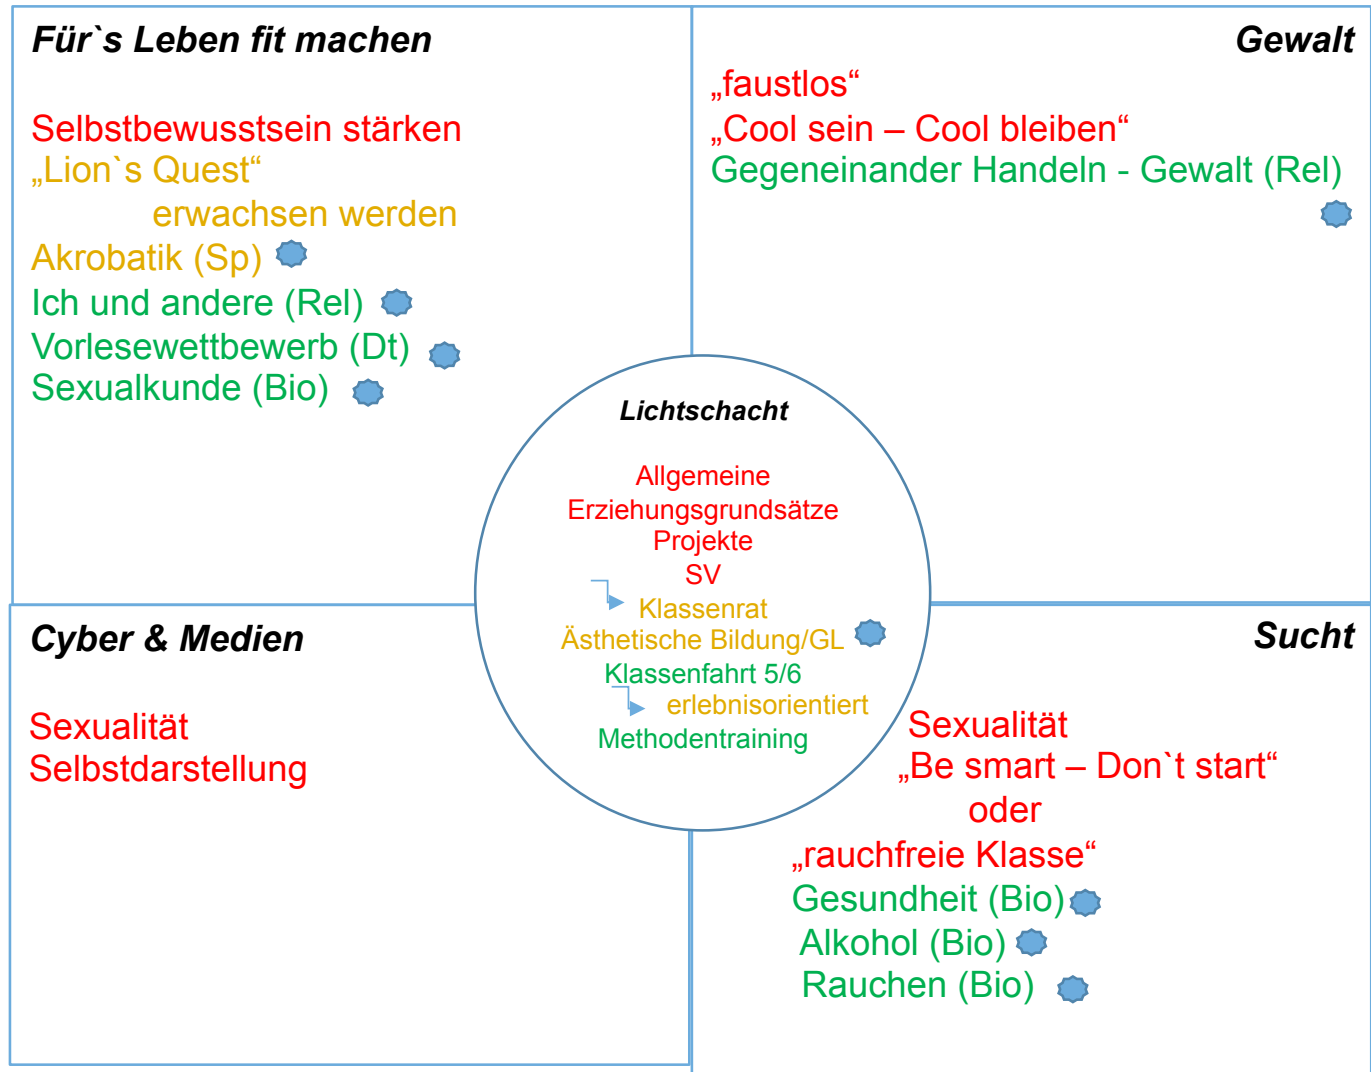 Für`s Leben fit machen
Selbstbewusstsein stärken
„Lion`s Quest“
erwachsen werden
Akrobatik (Sp)
Ich und andere (Rel)
Vorlesewettbewerb (Dt)
Sexualkunde (Bio)
Gewalt
„faustlos“
„Cool sein – Cool bleiben“
Gegeneinander Handeln - Gewalt (Rel)
Lichtschacht
Allgemeine
Erziehungsgrundsätze
Projekte
SV
Klassenrat
Ästhetische Bildung/GL
Klassenfahrt 5/6
erlebnisorientiert
Methodentraining
Cyber & Medien
Sexualität
Selbstdarstellung
Sucht
Sexualität
„Be smart – Don`t start“
oder
„rauchfreie Klasse“
Gesundheit (Bio)
Alkohol (Bio)
Rauchen (Bio)